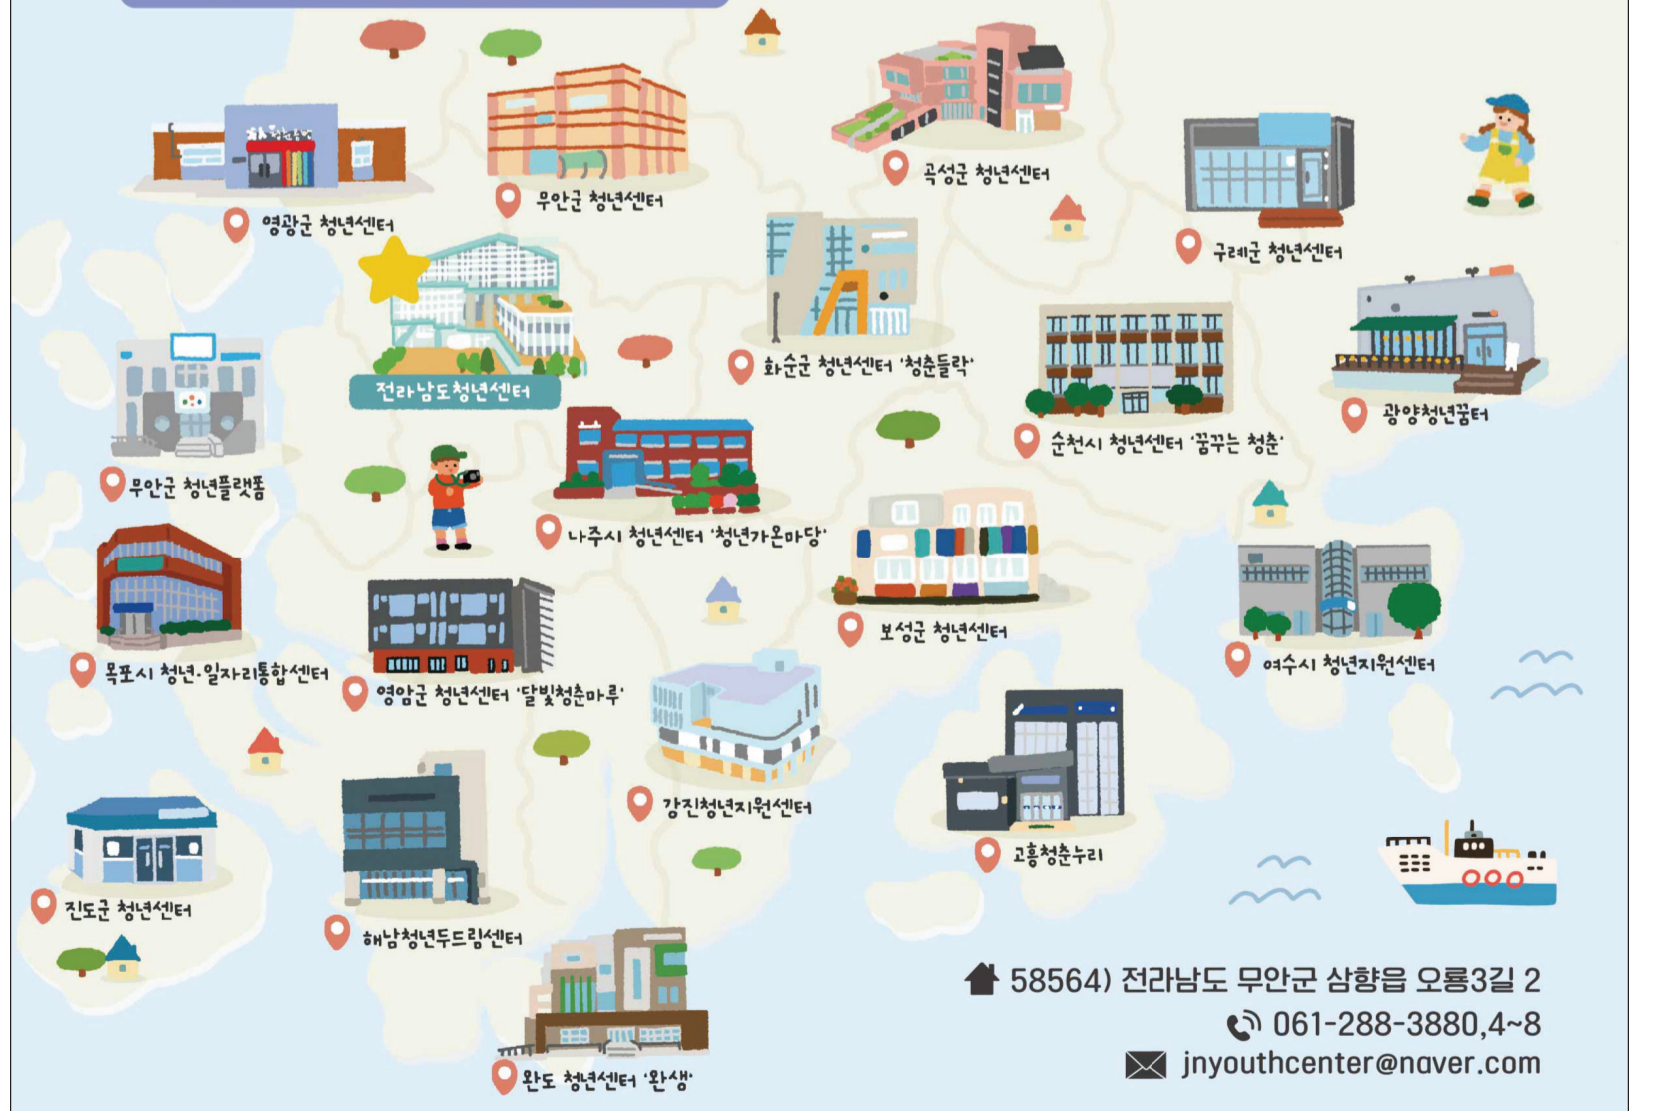 곡성군 청년센터
무안군 청년센터
영광군 청년센터
구례군 청년센터
화순군 청년센터 '청춘들락'
전라남도청년센터
광양청년꿈터
순천시 청년센터 '꿈꾸는 청춘'
무안군 청년플랫폼
나주시 청년센터 '청년가온마당'
보성군 청년센터
여수시 청년지원센터
목포시 청년·일자리통합센터
영암군 청년센터 '달빛청춘마루'
강진청년지원센터
고흥청춘누리
진도군 청년센터
해남청년두드림센터
58564) 전라남도 무안군 삼향읍 오룡3길 2
061-288-3880,4~8
jnyouthcenter@naver.com
완도 청년센터 '완생'